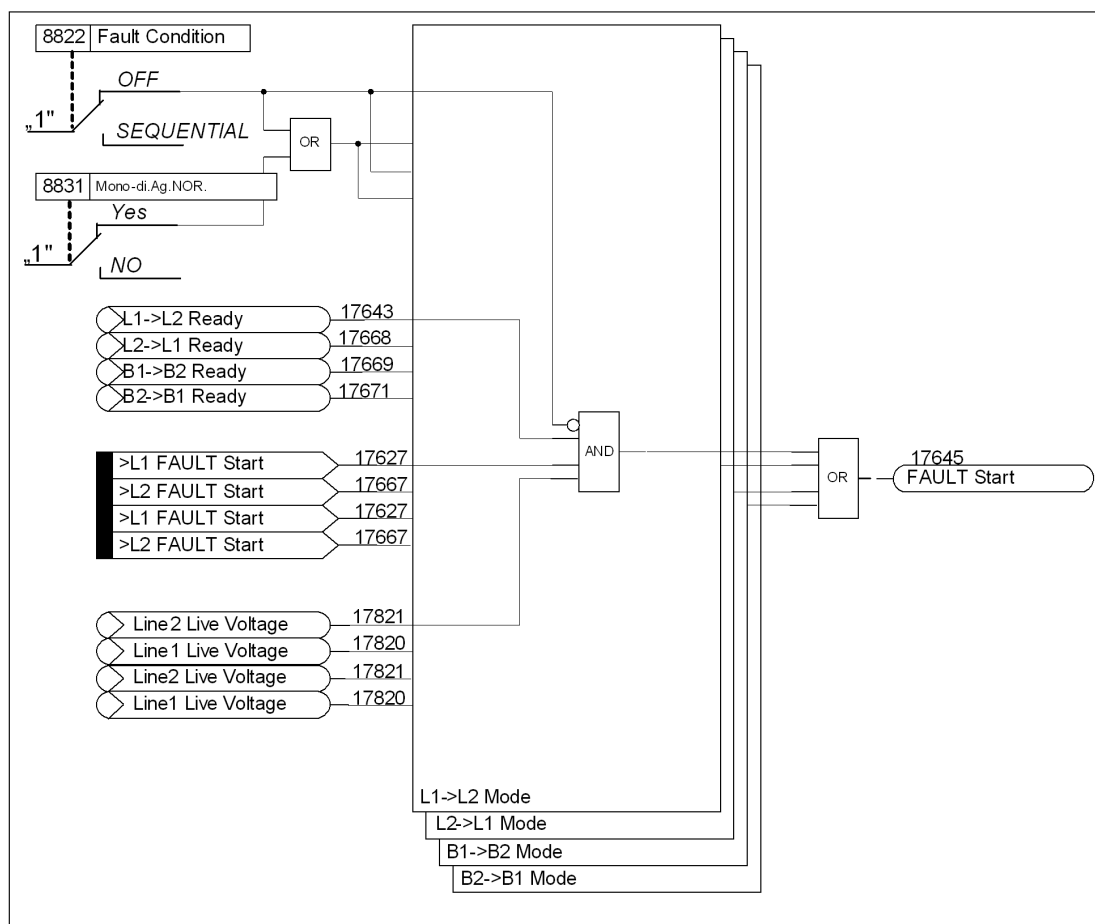 8822 Fault Condition
OFF
„1"
SEQUENTIAL
OR
8831 Mono-di.Ag.NOR.
Yes
„1"
NO
L1->L2 Ready 17643
L2->L1 Ready 17668
B1->B2 Ready 17669
B2->B1 Ready 17671
AND
>L1 FAULT Start 17627
>L2 FAULT Start 17667
>L1 FAULT Start 17627
>L2 FAULT Start 17667
OR
17645
FAULT Start
Line2 Live Voltage 17821
Line1 Live Voltage 17820
Line2 Live Voltage 17821
Line1 Live Voltage 17820
L1->L2 Mode
L2->L1 Mode
B1->B2 Mode
B2->B1 Mode